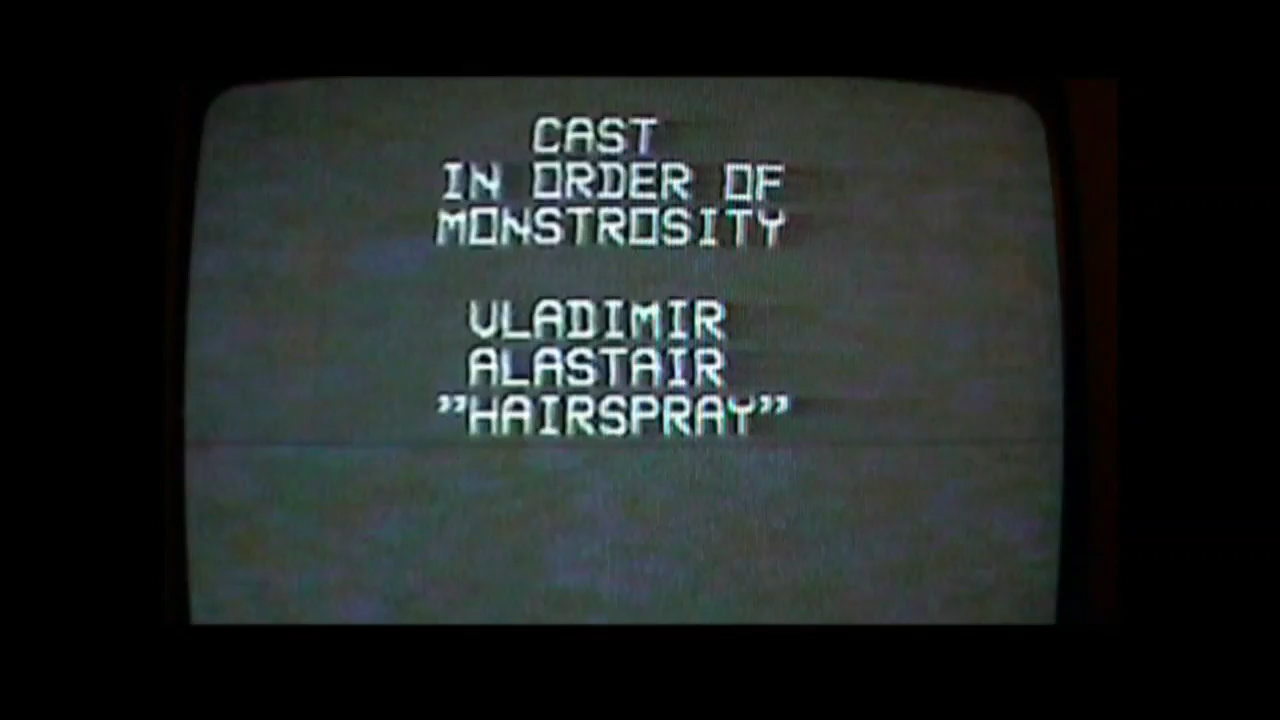 CAST
IN ORDER OF
MONSTROSITY
VLADIMIR
ALASTAIR
”HAIRSPRAY”